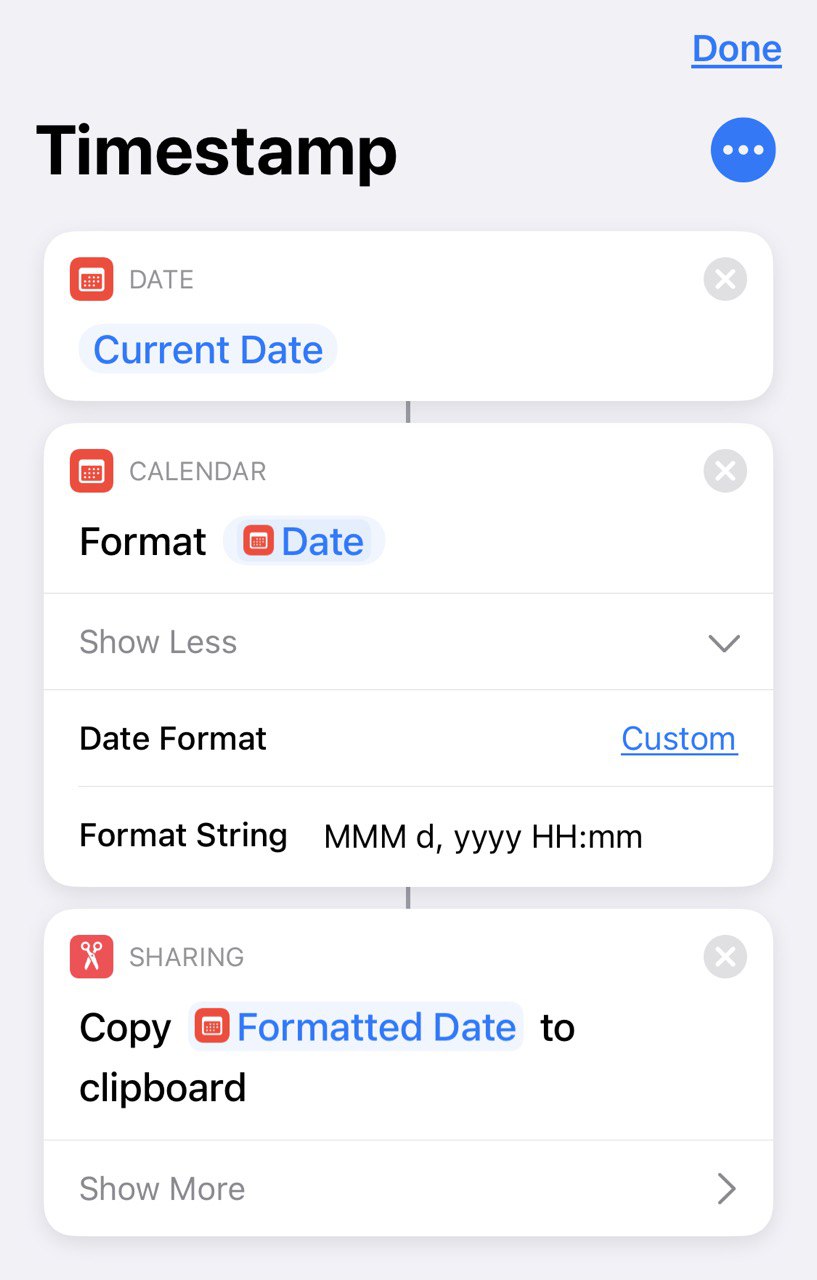 Done
Timestamp
DATE
Current Date
CALENDAR
Format Date
Show Less
Date Format Custom
Format String MMM d, yyyy HH:mm
SHARING
Copy Formatted Date to
clipboard
Show More